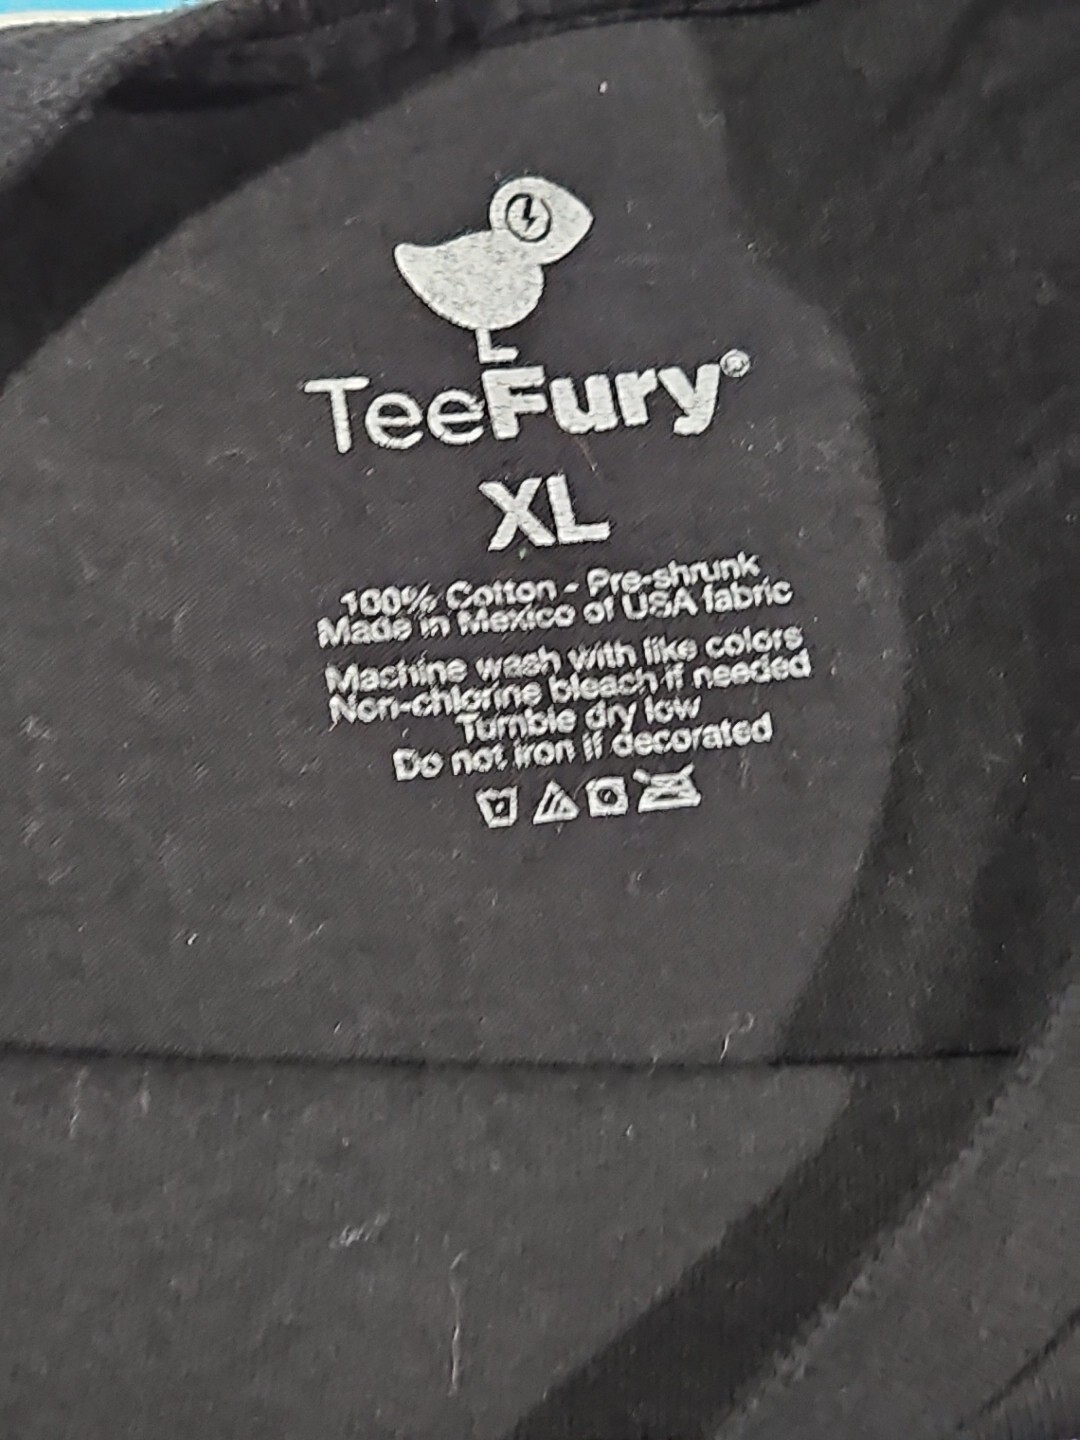 TeeFury®
XL
100% Cotton - Pre-shrunk
Made in Mexico of USA fabric
Machine wash with like colors
Non-chlorine bleach if needed
Tumble dry low
Do not iron if decorated